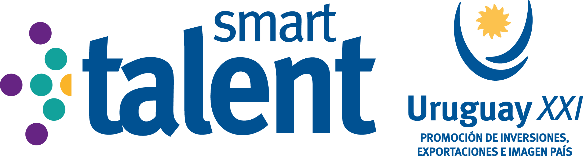 smart
talent
Uruguay XXI
PROMOCIÓN DE INVERSIONES,
EXPORTACIONES E IMAGEN PAÍS